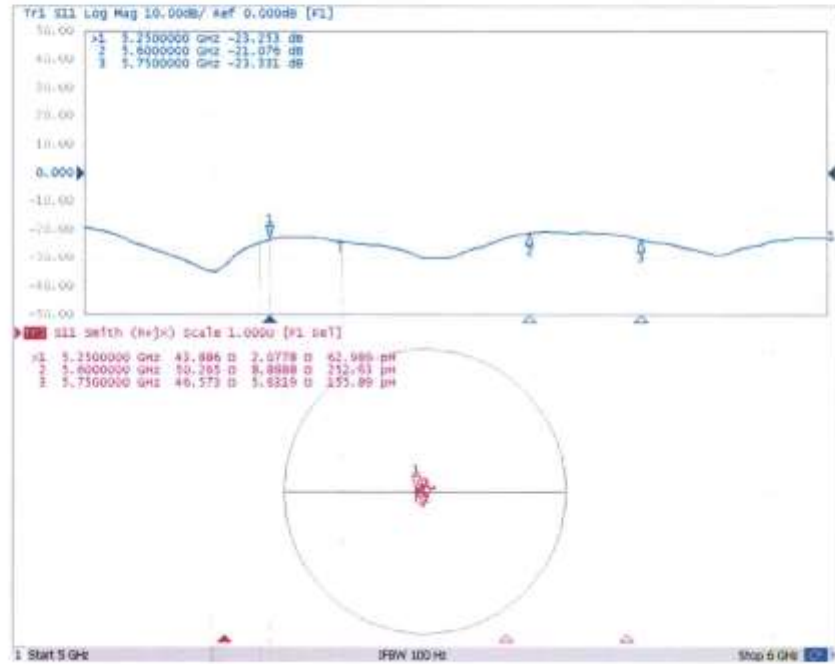 Tr1 S11 Log Mag 10.00dB/ Ref 0.000dB [F1]
50.00
40.00
30.00
20.00
10.00
0.000
-10.00
-20.00
-30.00
-40.00
-50.00
>1 5.2500000 GHz -23.253 dB
2 5.6000000 GHz -21.076 dB
3 5.7500000 GHz -23.331 dB
1
2
3
S11 Smith (R+jX) Scale 1.000U [F1 Del]
>1 5.2500000 GHz 43.886 Ω 2.0778 Ω 62.986 pH
2 5.6000000 GHz 50.265 Ω 252.63 pH
3 5.7500000 GHz 46.573 Ω 5.6319 Ω 155.89 pH
1 Start 5 GHz
IFBW 100 Hz
Stop 6 GHz